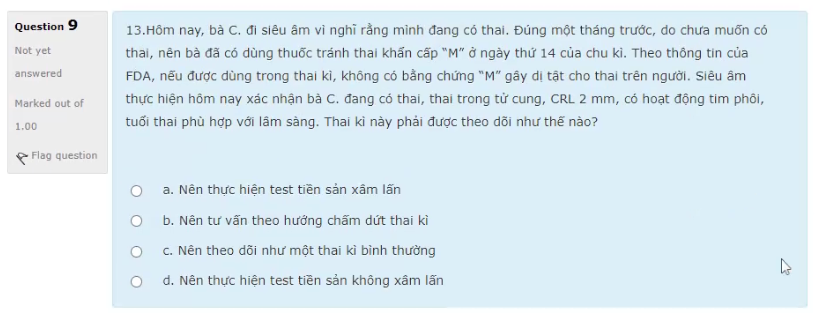 Question 9
Not yet
answered
Marked out of
1.00
Flag question
13.Hôm nay, bà C. đi siêu âm vì nghĩ rằng mình đang có thai. Đúng một tháng trước, do chưa muốn có
thai, nên bà đã có dùng thuốc tránh thai khẩn cấp "M" ở ngày thứ 14 của chu kì. Theo thông tin của
FDA, nếu được dùng trong thai kì, không có bằng chứng "M" gây dị tật cho thai trên người. Siêu âm
thực hiện hôm nay xác nhận bà C. đang có thai, thai trong tử cung, CRL 2 mm, có hoạt động tim phôi,
tuổi thai phù hợp với lâm sàng. Thai kì này phải được theo dõi như thế nào?
a. Nên thực hiện test tiền sản xâm lấn
b. Nên tư vấn theo hướng chấm dứt thai kì
c. Nên theo dõi như một thai kì bình thường
d. Nên thực hiện test tiền sản không xâm lấn